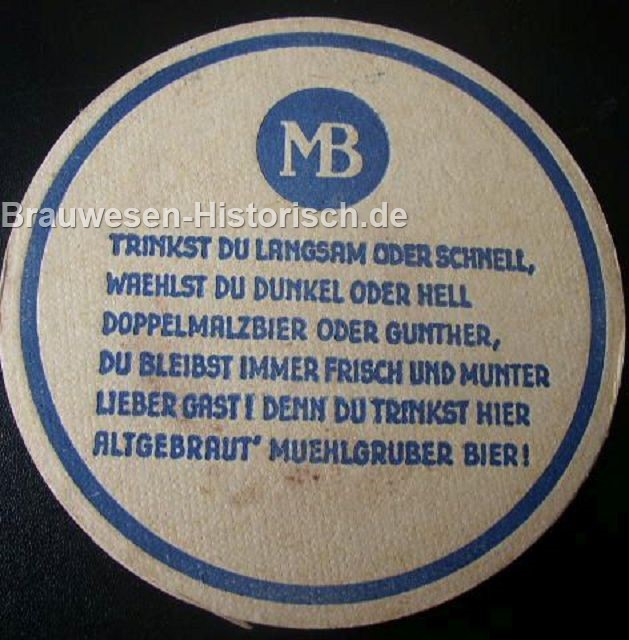 MB
Brauwesen-Historisch.de
TRINKST DU LANGSAM ODER SCHNELL,
WAEHLST DU DUNKEL ODER HELL
DOPPELMALZBIER ODER GUNTHER,
DU BLEIBST IMMER FRISCH UND MUNTER
LIEBER GAST! DENN DU TRINKST HIER
ALTGEBRAUT' MUEHLGRUBER BIER!